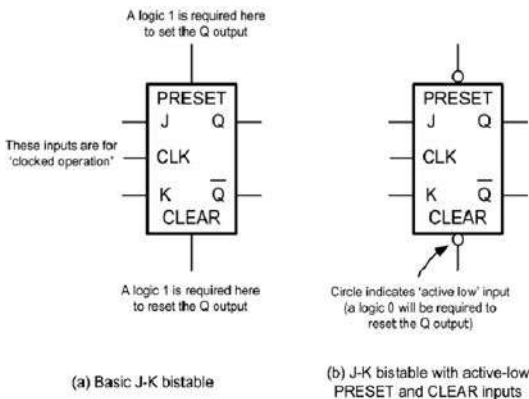 A logic 1 is required here
to set the Q output
PRESET
J Q
These inputs are for
'clocked operation'
CLK
K Q
CLEAR
A logic 1 is required here
to reset the Q output
(a) Basic J-K bistable
PRESET
J Q
CLK
K Q
CLEAR
Circle indicates 'active low' input
(a logic 0 will be required to
reset the Q output)
(b) J-K bistable with active-low
PRESET and CLEAR inputs